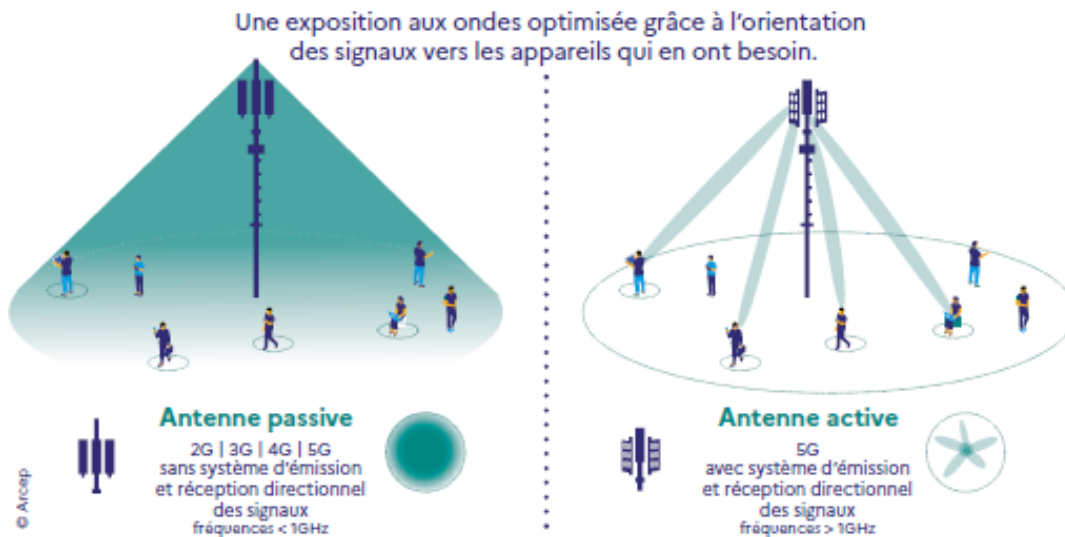 Une exposition aux ondes optimisée grâce à l'orientation
des signaux vers les appareils qui en ont besoin.
Antenne passive
2G | 3G | 4G | 5G
sans système d'émission
et réception directionnel
des signaux
fréquences < 1GHz
Antenne active
5G
avec système d'émission
et réception directionnel
des signaux
fréquences > 1GHz
© Arcep